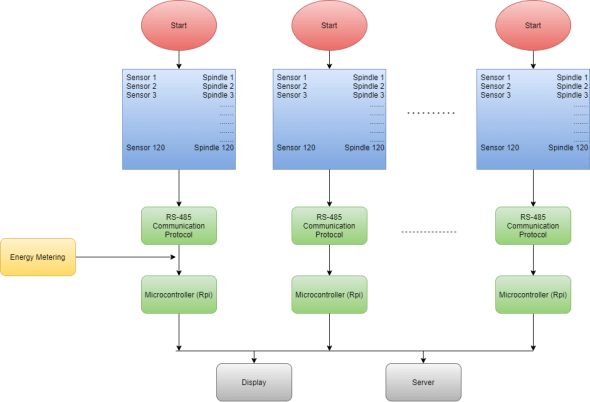 Start
Start
Start
Sensor 1 Spindle 1
Sensor 2 Spindle 2
Sensor 3 Spindle 3
.......
.......
.......
.......
Sensor 120 Spindle 120
Sensor 1 Spindle 1
Sensor 2 Spindle 2
Sensor 3 Spindle 3
.......
.......
.......
.......
Sensor 120 Spindle 120
Sensor 1 Spindle 1
Sensor 2 Spindle 2
Sensor 3 Spindle 3
.......
.......
.......
.......
Sensor 120 Spindle 120
RS-485
Communication
Protocol
RS-485
Communication
Protocol
RS-485
Communication
Protocol
Energy Metering
Microcontroller (Rpi)
Microcontroller (Rpi)
Microcontroller (Rpi)
Display
Server